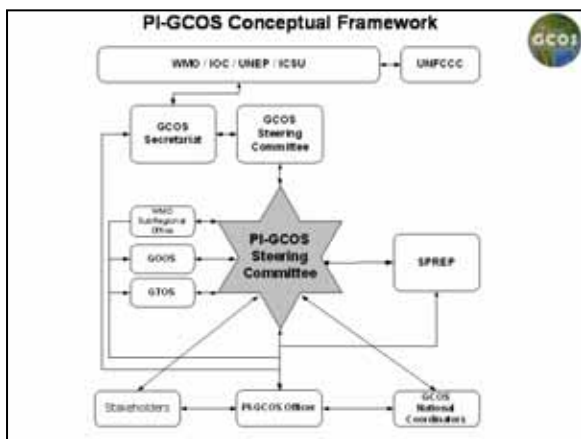 PI-GCOS Conceptual Framework
GCOS
WMO / IOC / UNEP / ICSU
UNFCCC
GCOS
Secretariat
GCOS
Steering
Committee
WMO
SubRegional
Office
GOOS
GTOS
PI-GCOS
Steering
Committee
SPREP
Stakeholders
PI-GCOS Officer
GCOS
National
Coordinators